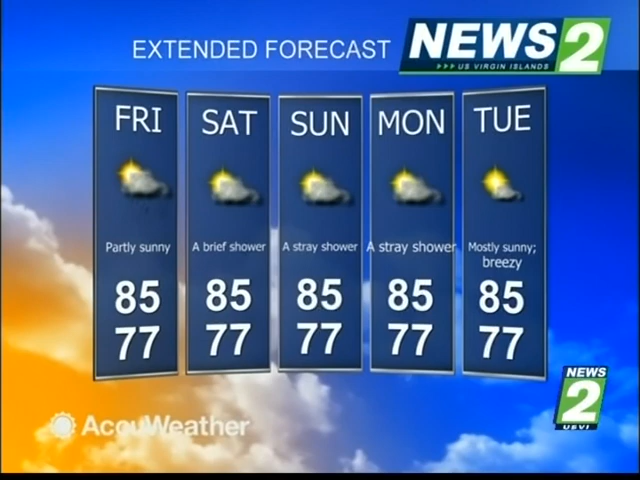 EXTENDED FORECAST
NEWS 2
US VIRGIN ISLANDS
FRI SAT SUN MON TUE
Partly sunny A brief shower A stray shower A stray shower Mostly sunny;
breezy
85 85 85 85 85
77 77 77 77 77
AccuWeather
NEWS
2
USVI